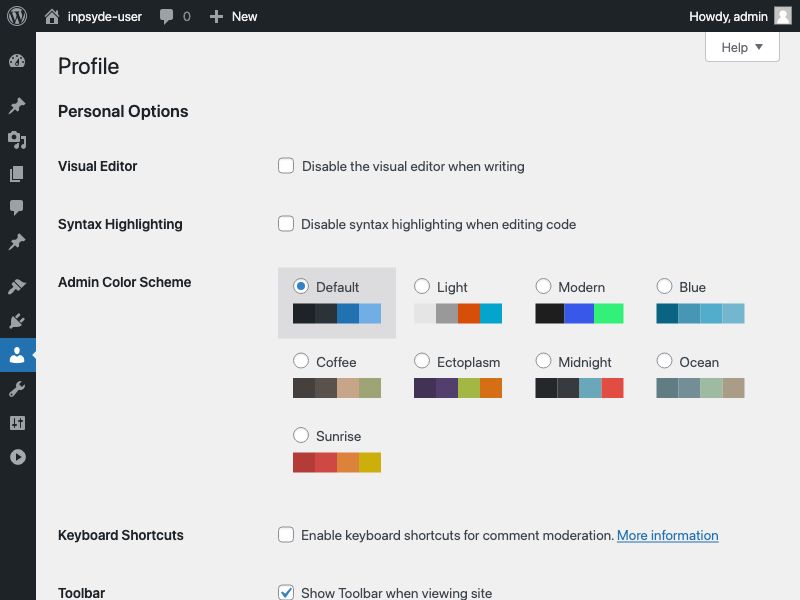 inpsyde-user 0 New Howdy, admin
Help
Profile
Personal Options
Visual Editor Disable the visual editor when writing
Syntax Highlighting Disable syntax highlighting when editing code
Admin Color Scheme Default Light Modern Blue
Coffee Ectoplasm Midnight Ocean
Sunrise
Keyboard Shortcuts Enable keyboard shortcuts for comment moderation. More information
Toolbar Show Toolbar when viewing site